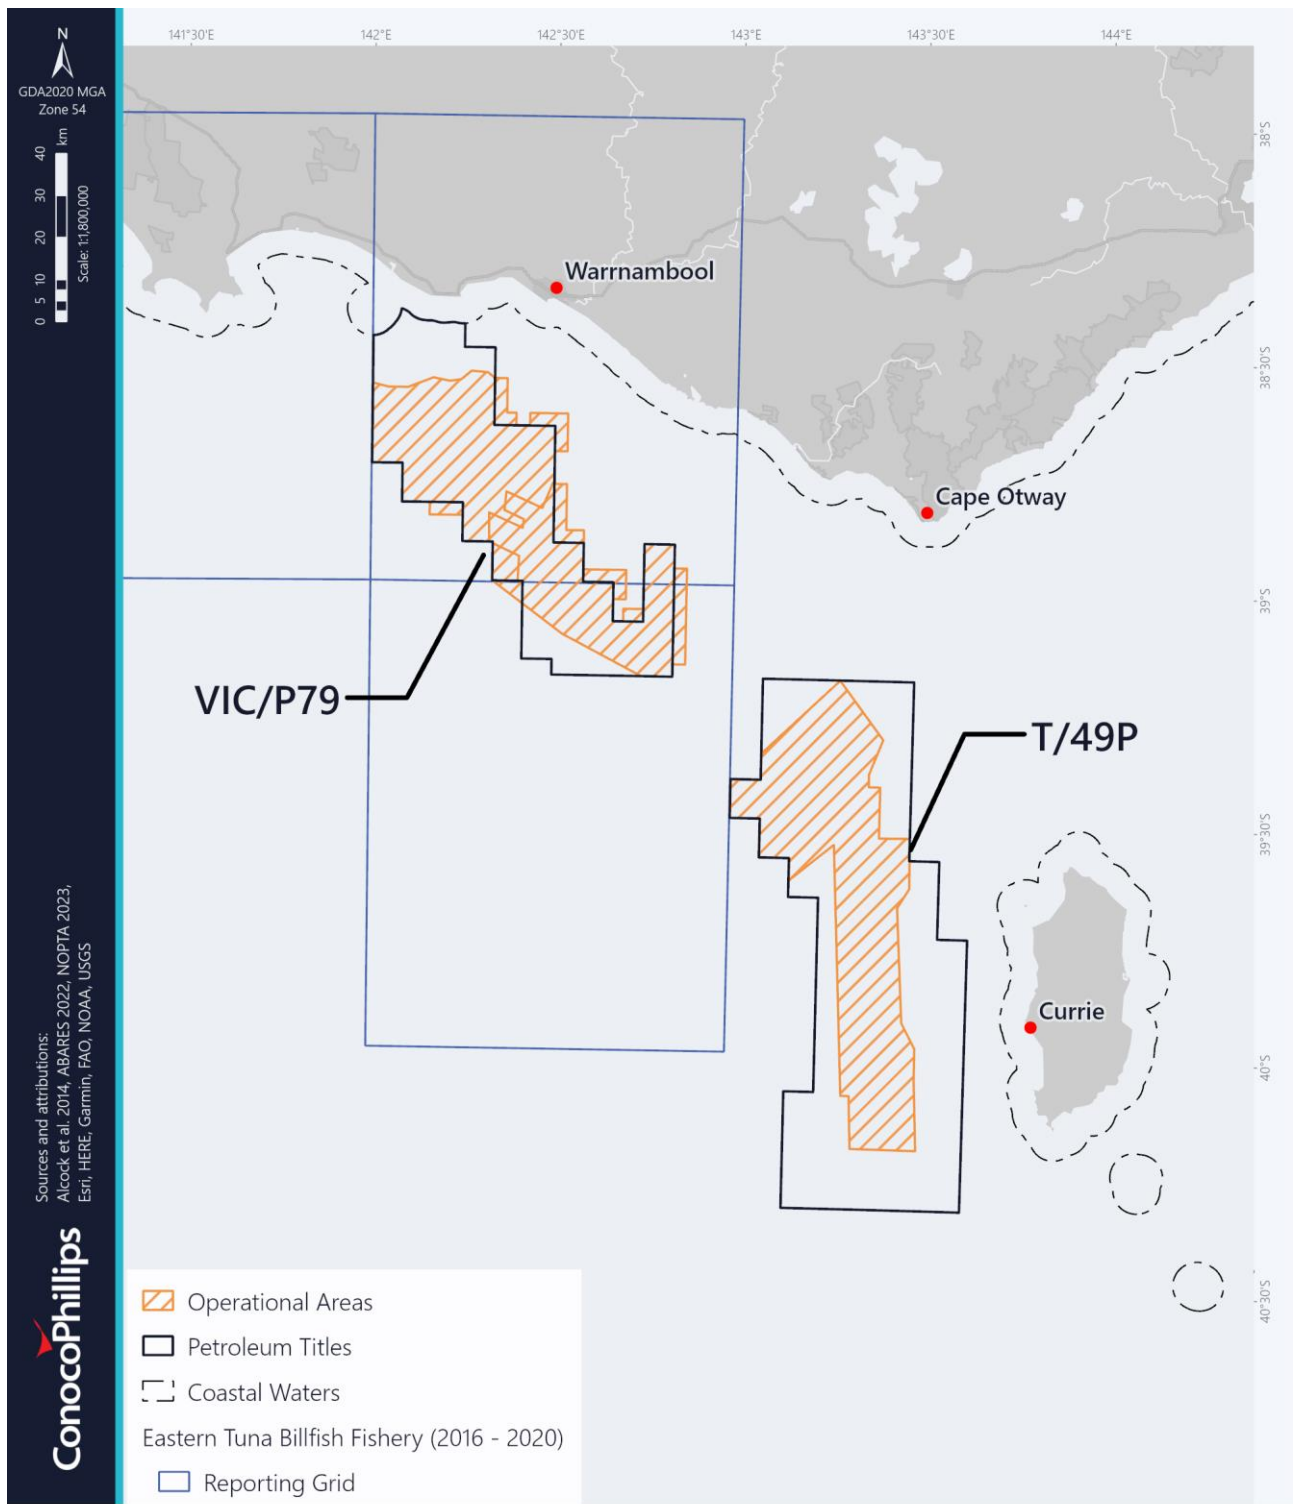 141°30'E
142°E
142°30'E
143°E
143°30'E
144°E
N
GDA2020 MGA
Zone 54
0 5 10 20 30 40 km
Scale: 1:1,800,000
38°S
38°30'S
39°S
39°30'S
40°S
40°30'S
Warrnambool
Cape Otway
VIC/P79
T/49P
Currie
Sources and attributions:
Alcock et al. 2014, ABARES 2022, NOPTA 2023,
Esri, HERE, Garmin, FAO, NOAA, USGS
ConocoPhillips
Operational Areas
Petroleum Titles
Coastal Waters
Eastern Tuna Billfish Fishery (2016 - 2020)
Reporting Grid